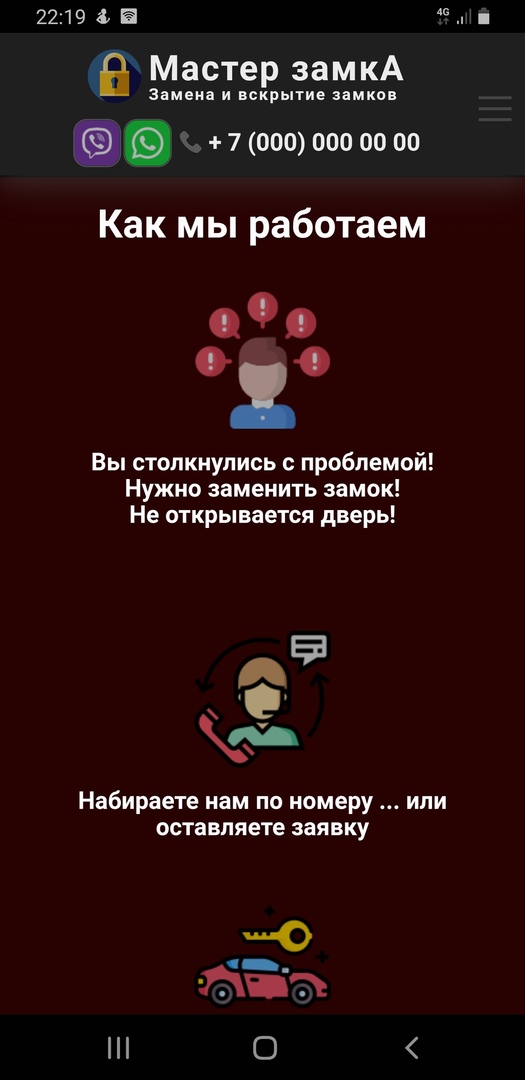 22:19
4G
Мастер замкА
Замена и вскрытие замков
+ 7 (000) 000 00 00
Как мы работаем
Вы столкнулись с проблемой!
Нужно заменить замок!
Не открывается дверь!
Набираете нам по номеру ... или
оставляете заявку